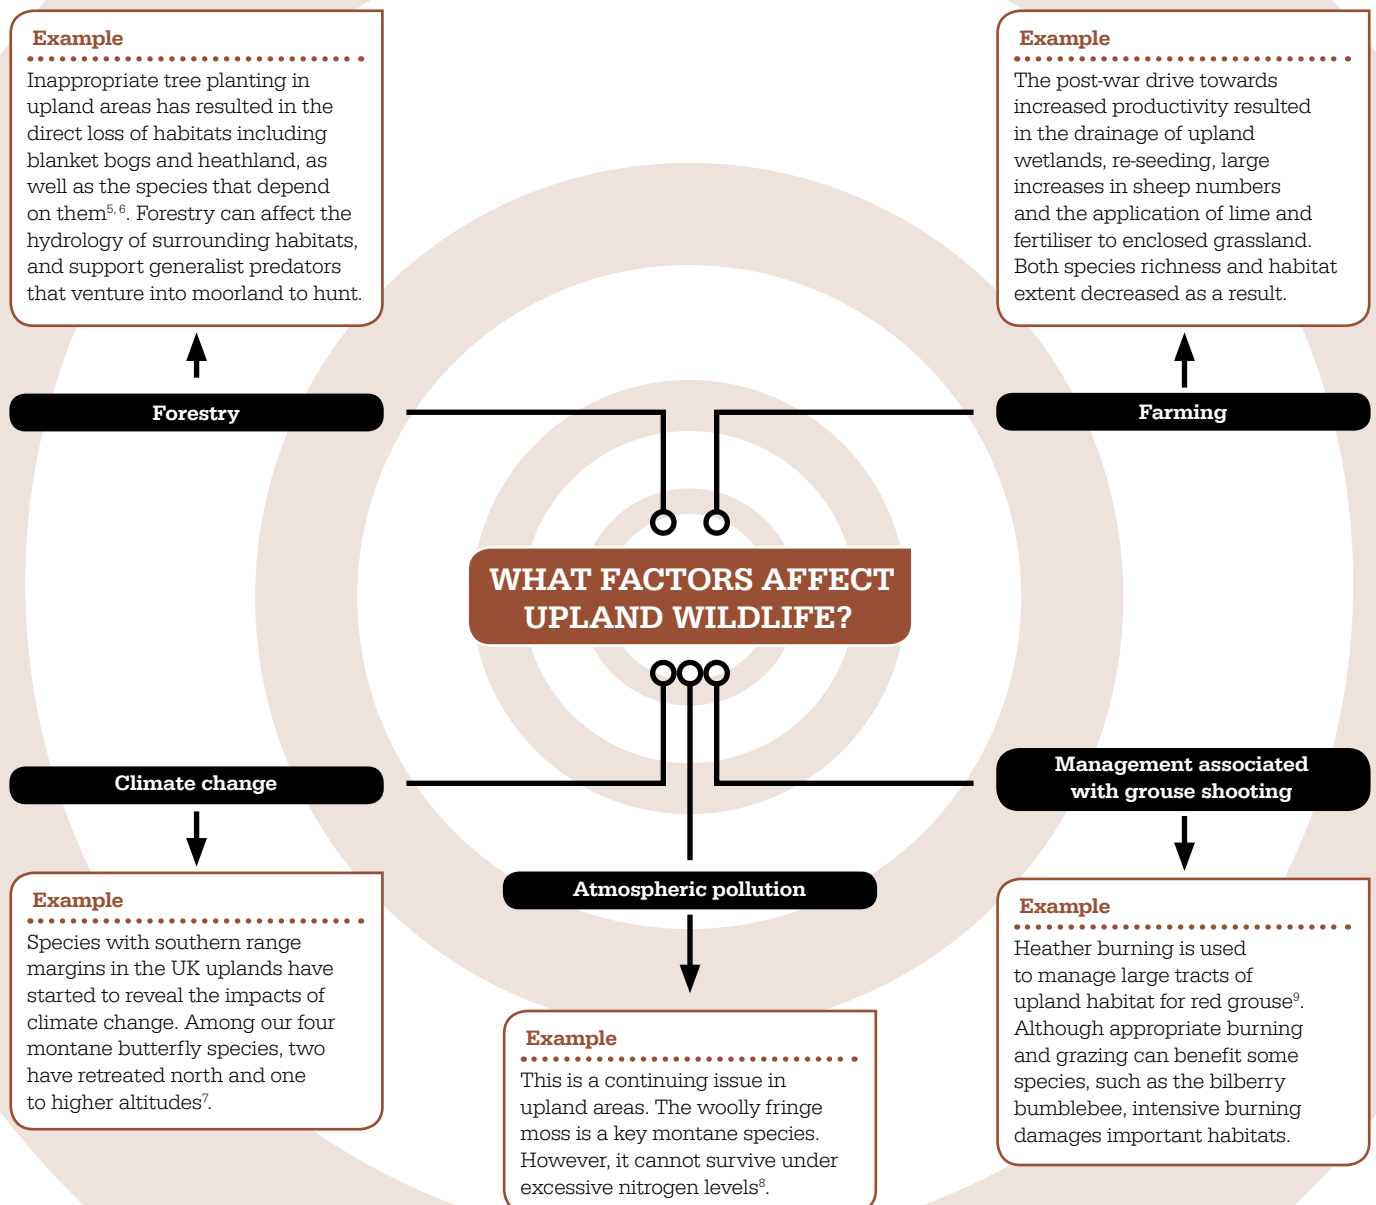 Example
Inappropriate tree planting in
upland areas has resulted in the
direct loss of habitats including
blanket bogs and heathland, as
well as the species that depend
on them⁵,⁶. Forestry can affect the
hydrology of surrounding habitats,
and support generalist predators
that venture into moorland to hunt.
Forestry
Example
The post-war drive towards
increased productivity resulted
in the drainage of upland
wetlands, re-seeding, large
increases in sheep numbers
and the application of lime and
fertiliser to enclosed grassland.
Both species richness and habitat
extent decreased as a result.
Farming
WHAT FACTORS AFFECT
UPLAND WILDLIFE?
Climate change
Example
Species with southern range
margins in the UK uplands have
started to reveal the impacts of
climate change. Among our four
montane butterfly species, two
have retreated north and one
to higher altitudes⁷.
Atmospheric pollution
Example
This is a continuing issue in
upland areas. The woolly fringe
moss is a key montane species.
However, it cannot survive under
excessive nitrogen levels⁸.
Management associated
with grouse shooting
Example
Heather burning is used
to manage large tracts of
upland habitat for red grouse⁹.
Although appropriate burning
and grazing can benefit some
species, such as the bilberry
bumblebee, intensive burning
damages important habitats.